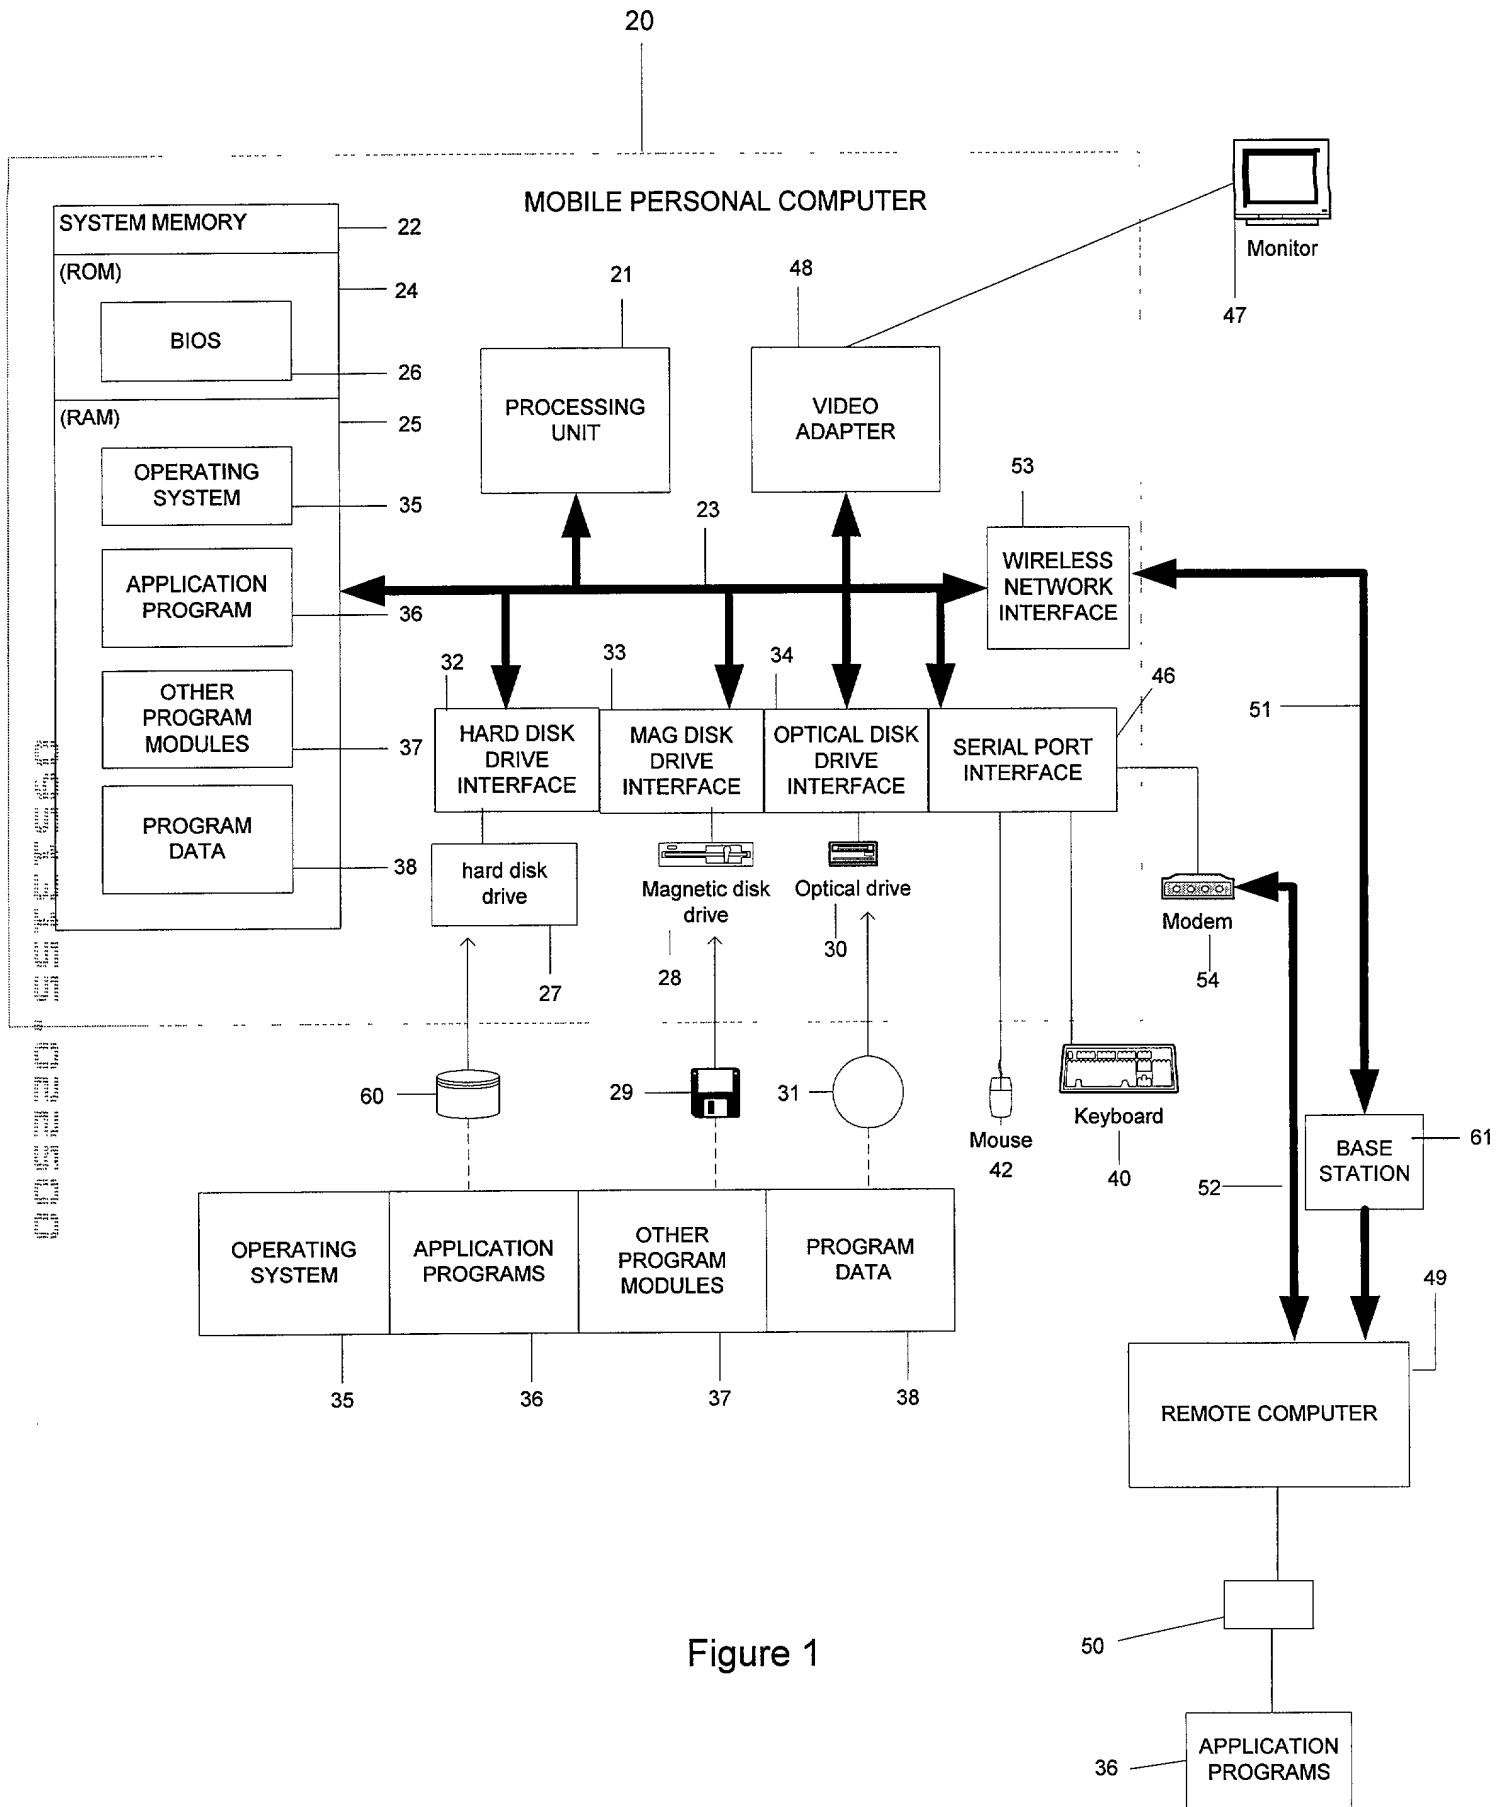 20
MOBILE PERSONAL COMPUTER
SYSTEM MEMORY
22
(ROM)
24
BIOS
26
(RAM)
25
OPERATING
SYSTEM
35
APPLICATION
PROGRAM
36
OTHER
PROGRAM
MODULES
37
PROGRAM
DATA
38
21
PROCESSING
UNIT
48
VIDEO
ADAPTER
Monitor
47
23
53
WIRELESS
NETWORK
INTERFACE
32
HARD DISK
DRIVE
INTERFACE
33
MAG DISK
DRIVE
INTERFACE
34
OPTICAL DISK
DRIVE
INTERFACE
46
SERIAL PORT
INTERFACE
51
hard disk
drive
27
Magnetic disk
drive
28
Optical drive
30
Modem
54
60
29
31
Mouse
42
Keyboard
40
52
BASE
STATION
61
OPERATING
SYSTEM
APPLICATION
PROGRAMS
OTHER
PROGRAM
MODULES
PROGRAM
DATA
35
36
37
38
49
REMOTE COMPUTER
50
Figure 1
36
APPLICATION
PROGRAMS